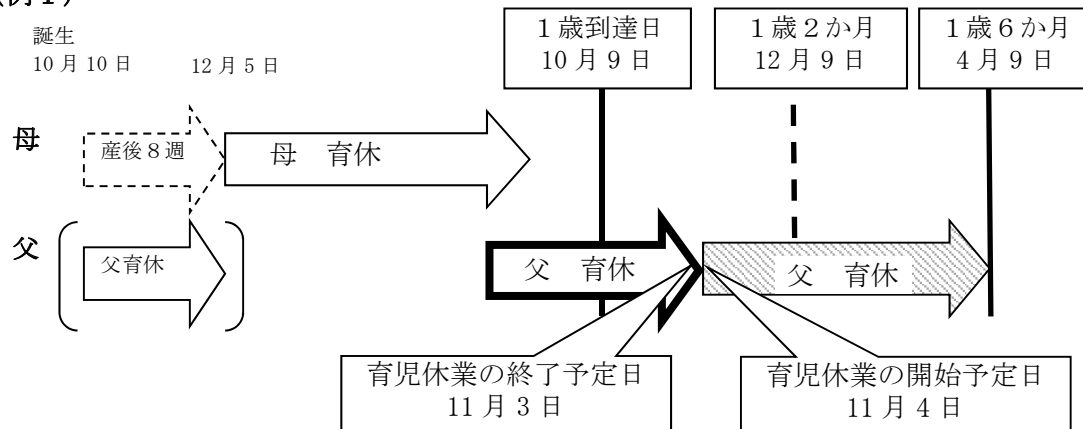 誕生
10月10日
12月5日
1歳到達日
10月9日
1歳2か月
12月9日
1歳6か月
4月9日
母
産後8週
母　育休
父
父育休
父　育休
父　育休
育児休業の終了予定日
11月3日
育児休業の開始予定日
11月4日